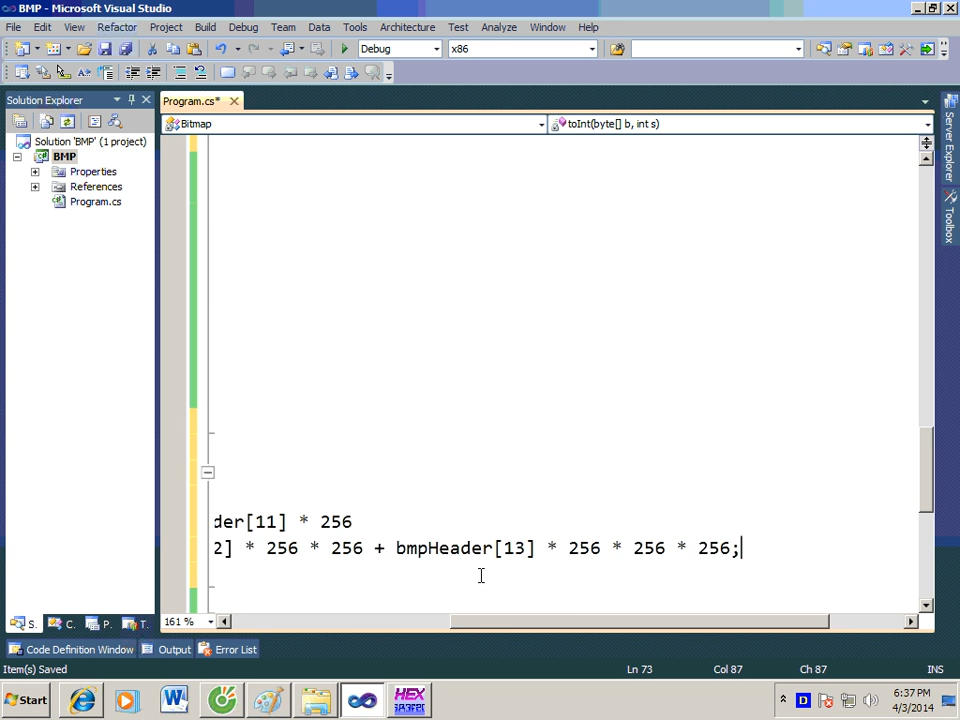 BMP - Microsoft Visual Studio
File Edit View Refactor Project Build Debug Team Data Tools Architecture Test Analyze Window Help
Debug x86
Solution Explorer
Program.cs*
Bitmap
toInt(byte[] b, int s)
Solution 'BMP' (1 project)
BMP
Properties
References
Program.cs
der[11] * 256
2] * 256 * 256 + bmpHeader[13] * 256 * 256 * 256;
Server Explorer
Toolbox
S. C. P. T.
161 %
Code Definition Window Output Error List
Item(s) Saved Ln 73 Col 87 Ch 87 INS
Start
W
HEX
D
6:37 PM
4/3/2014